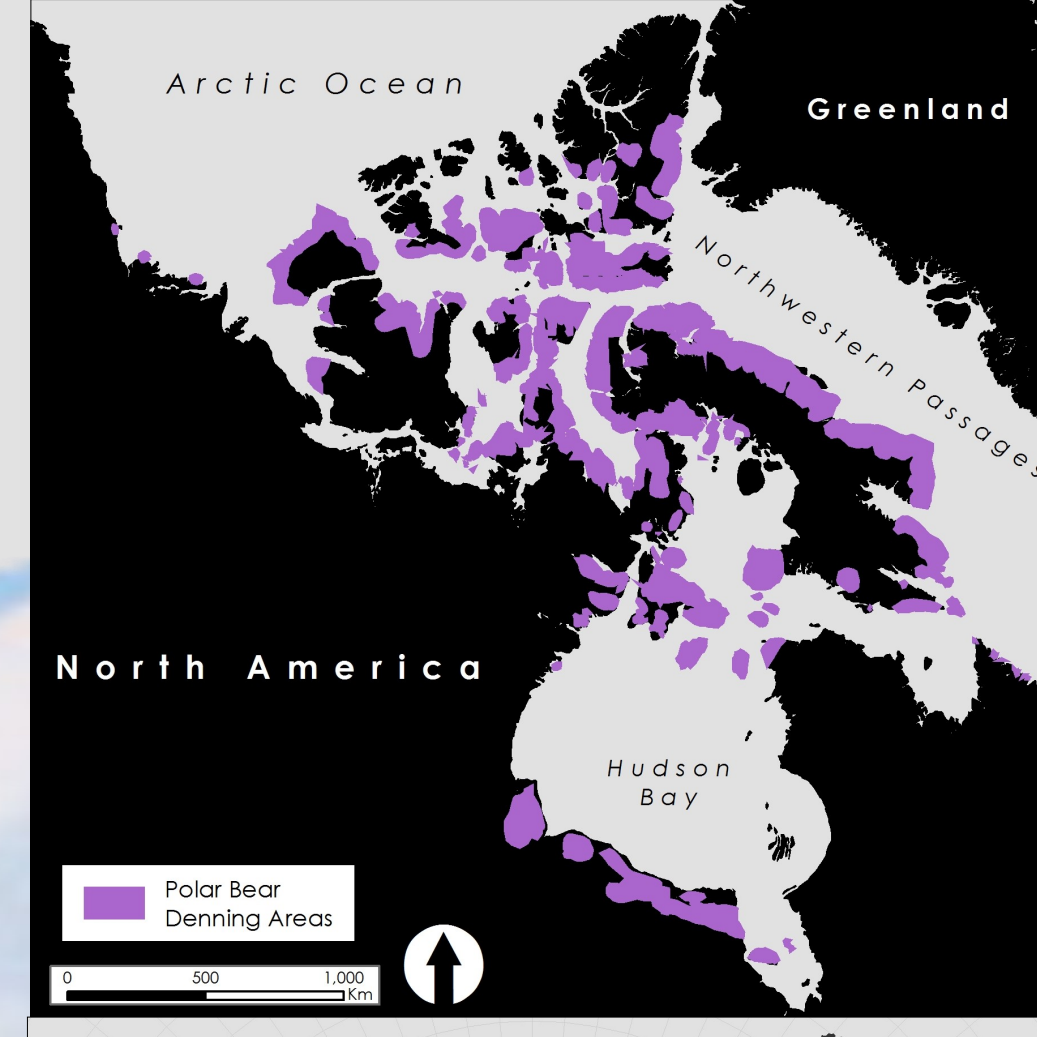 Arctic Ocean
Greenland
Northwestern Passages
North America
Hudson
Bay
Polar Bear
Denning Areas
0 500 1,000
Km